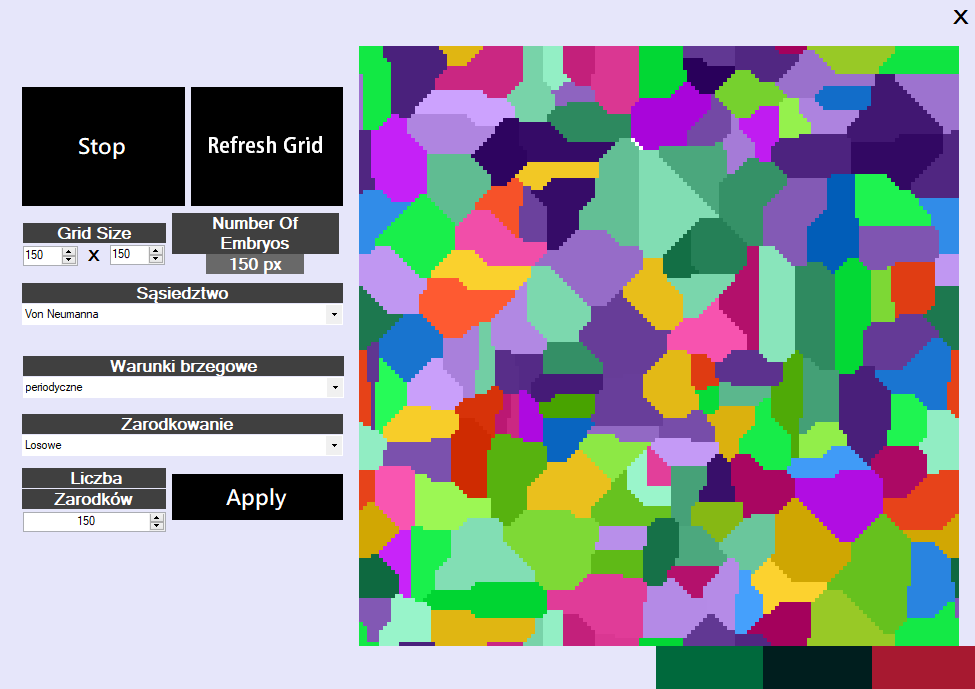 X
Stop
Refresh Grid
Grid Size
Number Of
Embryos
150 X 150
150 px
Sąsiedztwo
Von Neumanna
Warunki brzegowe
periodyczne
Zarodkowanie
Losowe
Liczba
Zarodków
150
Apply